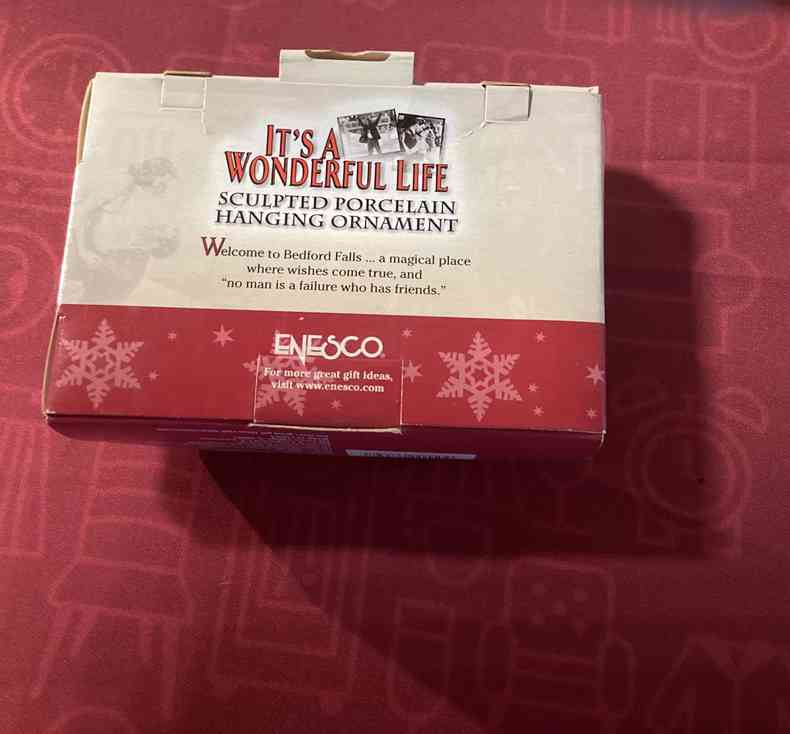 IT'S A
WONDERFUL LIFE
SCULPTED PORCELAIN
HANGING ORNAMENT
Welcome to Bedford Falls ... a magical place
where wishes come true, and
"no man is a failure who has friends."
ENESCO
For more great gift ideas,
visit www.enesco.com